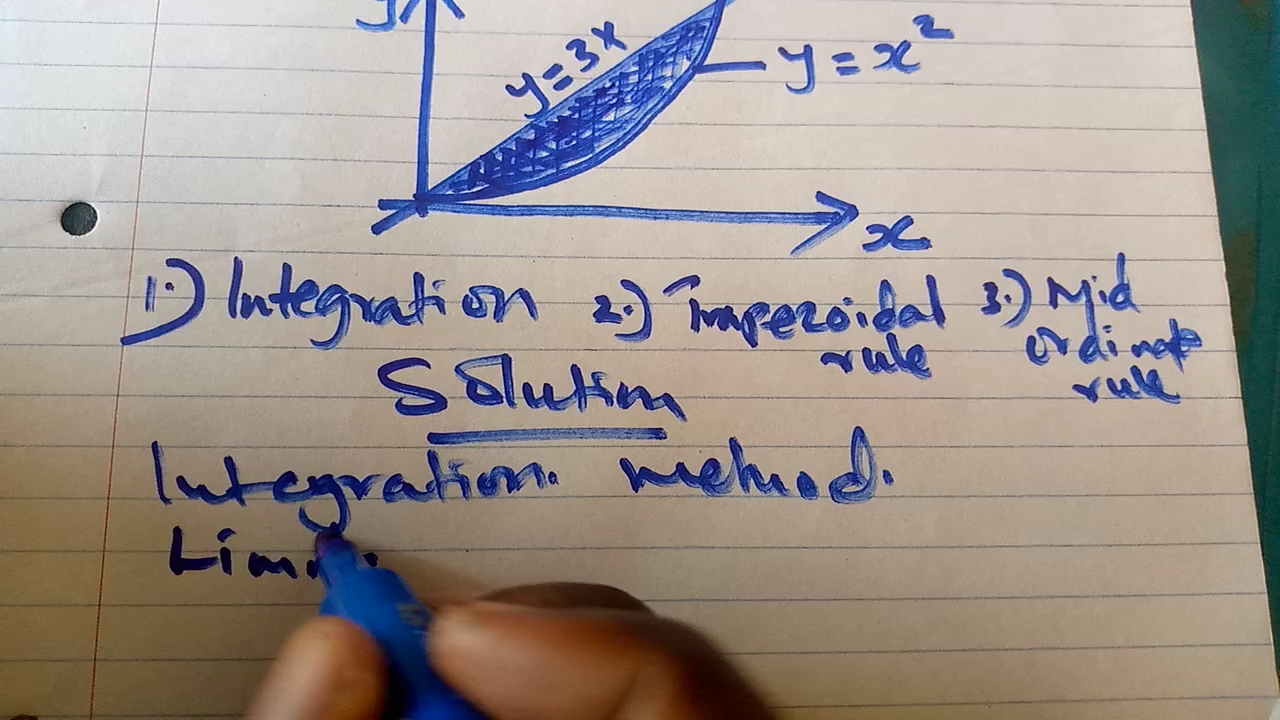 y
y=3x
y = x²
x
1.) Integration 2.) Trapezoidal rule 3.) Mid ordinate rule
Solution
Integration. method.